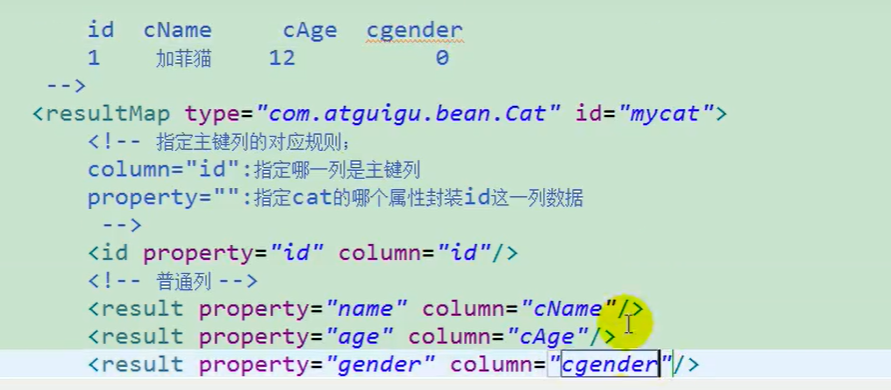 id cName cAge cgender
1 加菲猫 12 0
-->
<resultMap type="com.atguigu.bean.Cat" id="mycat">
<!-- 指定主键列的对应规则;
column="id":指定哪一列是主键列
property="":指定cat的哪个属性封装id这一列数据
-->
<id property="id" column="id"/>
<!-- 普通列 -->
<result property="name" column="cName"/>
<result property="age" column="cAge"/>
<result property="gender" column="cgender"/>